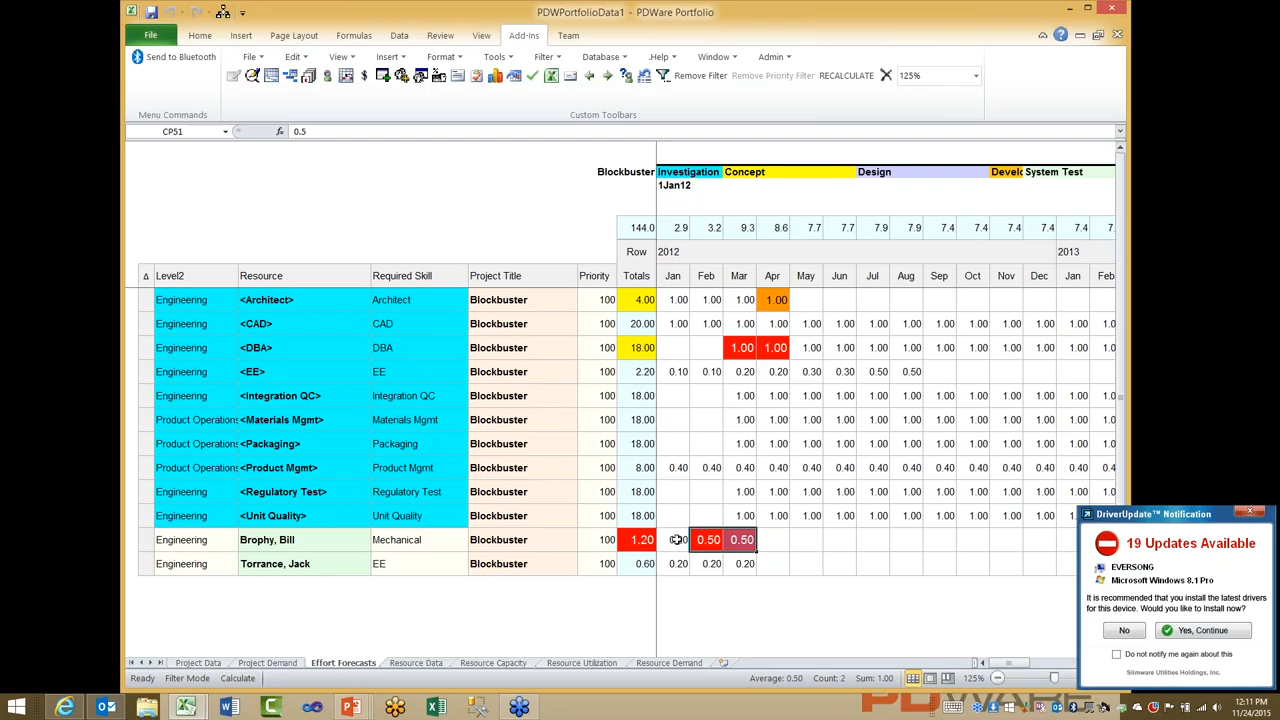 PDWPortfolioData1 - PDWare Portfolio
File Home Insert Page Layout Formulas Data Review View Add-Ins Team
Send to Bluetooth File Edit View Insert Format Tools Filter Database Help Window Admin
Remove Filter Remove Priority Filter RECALCULATE 125%
Menu Commands Custom Toolbars
CP51 fx 0.5
Blockbuster Investigation Concept Design Develo System Test
1Jan12
144.0 2.9 3.2 9.3 8.6 7.7 7.7 7.9 7.9 7.4 7.4 7.4 7.4 7.4 7.
Row 2012 2013
Δ Level2 Resource Required Skill Project Title Priority Totals Jan Feb Mar Apr May Jun Jul Aug Sep Oct Nov Dec Jan Feb
Engineering <Architect> Architect Blockbuster 100 4.00 1.00 1.00 1.00 1.00
Engineering <CAD> CAD Blockbuster 100 20.00 1.00 1.00 1.00 1.00 1.00 1.00 1.00 1.00 1.00 1.00 1.00 1.00 1.00 1.0
Engineering <DBA> DBA Blockbuster 100 18.00 1.00 1.00 1.00 1.00 1.00 1.00 1.00 1.00 1.00 1.00 1.00 1.0
Engineering <EE> EE Blockbuster 100 2.20 0.10 0.10 0.20 0.20 0.30 0.30 0.50 0.50
Engineering <Integration QC> Integration QC Blockbuster 100 18.00 1.00 1.00 1.00 1.00 1.00 1.00 1.00 1.00 1.00 1.00 1.00 1.0
Product Operations <Materials Mgmt> Materials Mgmt Blockbuster 100 18.00 1.00 1.00 1.00 1.00 1.00 1.00 1.00 1.00 1.00 1.00 1.00 1.0
Engineering <Packaging> Packaging Blockbuster 100 18.00 1.00 1.00 1.00 1.00 1.00 1.00 1.00 1.00 1.00 1.00 1.00 1.0
Product Operations <Product Mgmt> Product Mgmt Blockbuster 100 8.00 0.40 0.40 0.40 0.40 0.40 0.40 0.40 0.40 0.40 0.40 0.40 0.40 0.40 0.4
Engineering <Regulatory Test> Regulatory Test Blockbuster 100 18.00 1.00 1.00 1.00 1.00 1.00 1.00 1.00 1.00 1.00 1.00 1.00 1.0
Engineering <Unit Quality> Unit Quality Blockbuster 100 18.00 1.00 1.00 1.00 1.00 1.00 1.00 1.00 1.00 1.00 1.00
Engineering Brophy, Bill Mechanical Blockbuster 100 1.20 0.50 0.50
Engineering Torrance, Jack EE Blockbuster 100 0.60 0.20 0.20 0.20
DriverUpdate™ Notification
19 Updates Available
EVERSONG
Microsoft Windows 8.1 Pro
It is recommended that you install the latest drivers
for this device. Would you like to Install now?
No Yes, Continue
Do not notify me again about this
Slimware Utilities Holdings, Inc.
Project Data Project Demand Effort Forecasts Resource Data Resource Capacity Resource Utilization Resource Demand
Ready Filter Mode Calculate Average: 0.50 Count: 2 Sum: 1.00 125%
12:11 PM
11/24/2015